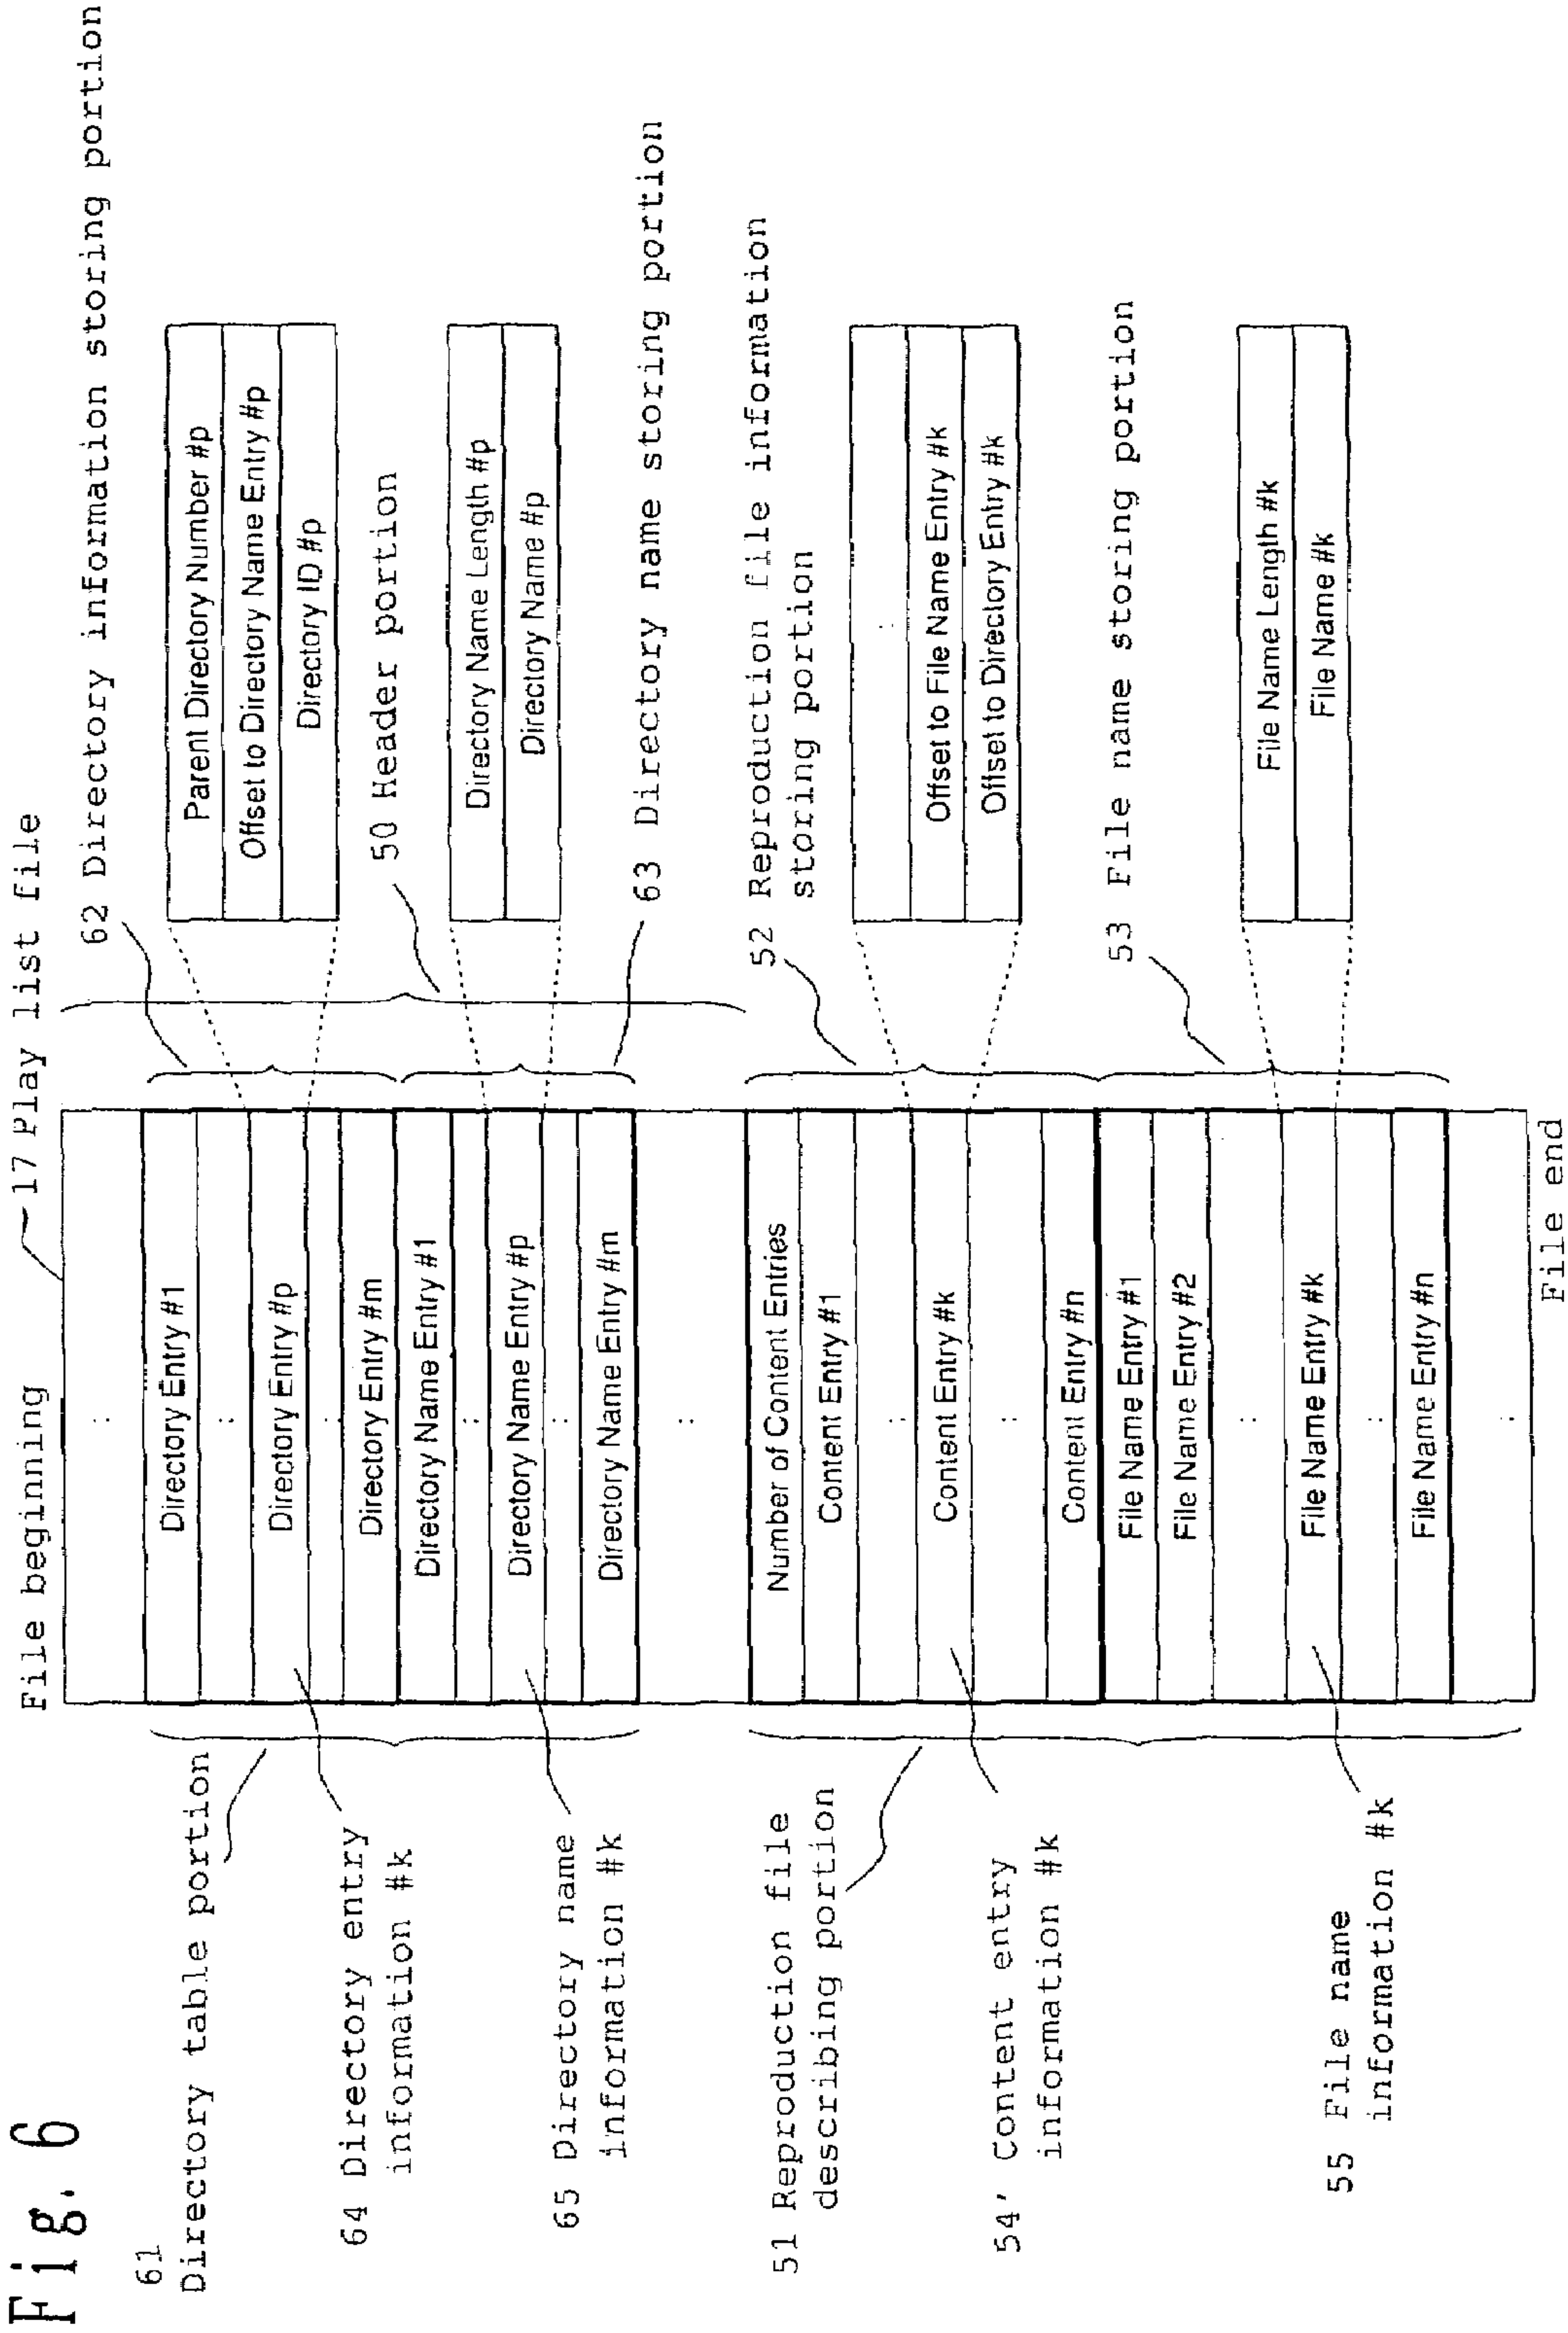 Fig. 6
File beginning
17 Play list file
61
Directory table portion
64 Directory entry
information #k
65 Directory name
information #k
51 Reproduction file
describing portion
54' Content entry
information #k
55 File name
information #k
:
Directory Entry #1
:
Directory Entry #p
:
Directory Entry #m
Directory Name Entry #1
:
Directory Name Entry #p
:
Directory Name Entry #m
:
Number of Content Entries
Content Entry #1
:
Content Entry #k
:
Content Entry #n
File Name Entry #1
File Name Entry #2
:
File Name Entry #k
:
File Name Entry #n
:
File end
62 Directory information storing portion
Parent Directory Number #p
Offset to Directory Name Entry #p
Directory ID #p
50 Header portion
Directory Name Length #p
Directory Name #p
63 Directory name storing portion
52 Reproduction file information
storing portion
:
Offset to File Name Entry #k
Offset to Directory Entry #k
53 File name storing portion
File Name Length #k
File Name #k